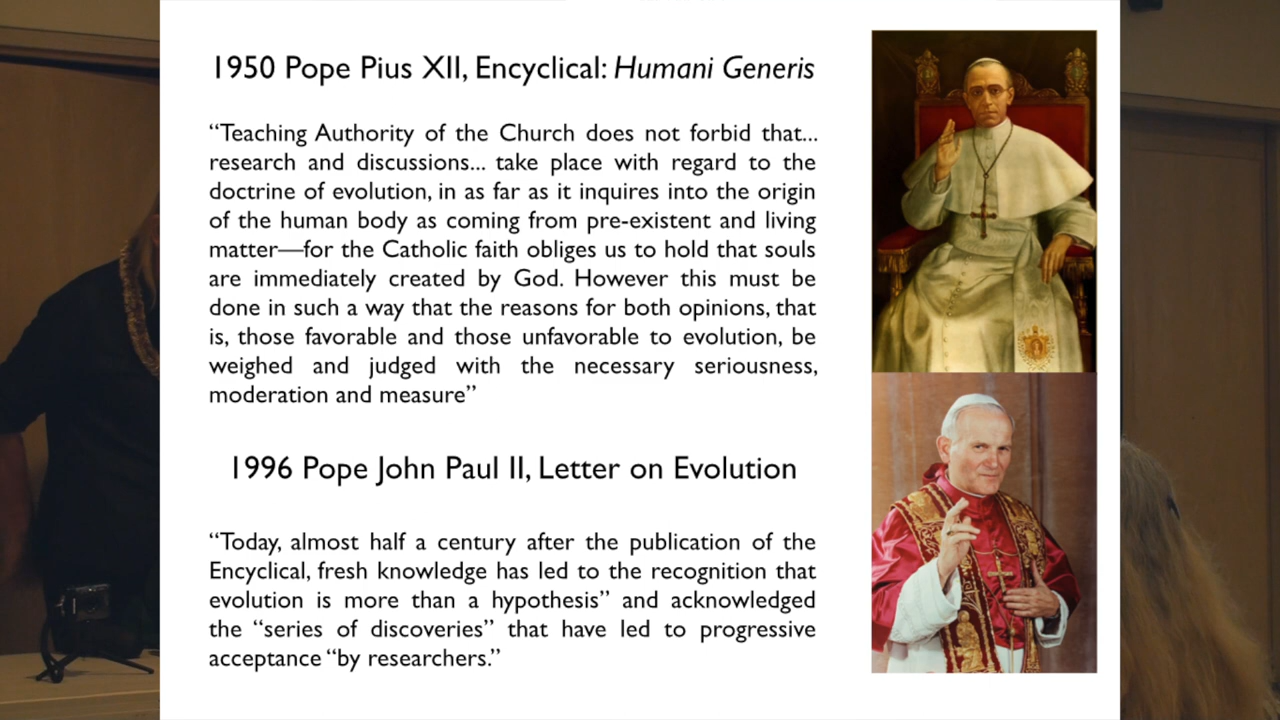 1950 Pope Pius XII, Encyclical: Humani Generis
“Teaching Authority of the Church does not forbid that...
research and discussions... take place with regard to the
doctrine of evolution, in as far as it inquires into the origin
of the human body as coming from pre-existent and living
matter—for the Catholic faith obliges us to hold that souls
are immediately created by God. However this must be
done in such a way that the reasons for both opinions, that
is, those favorable and those unfavorable to evolution, be
weighed and judged with the necessary seriousness,
moderation and measure”
1996 Pope John Paul II, Letter on Evolution
“Today, almost half a century after the publication of the
Encyclical, fresh knowledge has led to the recognition that
evolution is more than a hypothesis” and acknowledged
the “series of discoveries” that have led to progressive
acceptance “by researchers.”